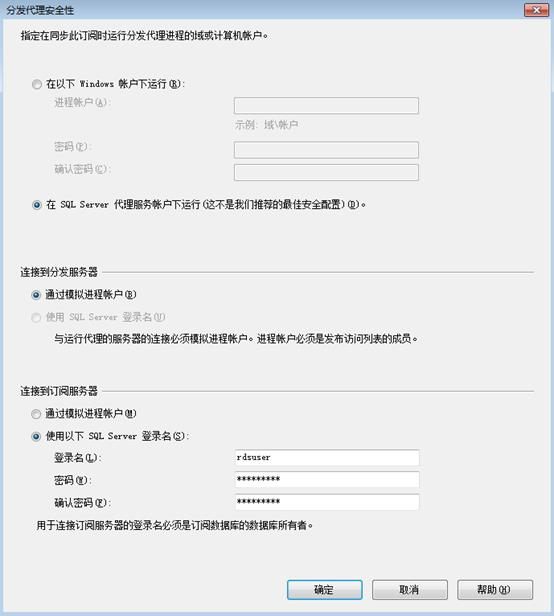 分发代理安全性
指定在同步此订阅时运行分发代理进程的域或计算机帐户。
在以下 Windows 帐户下运行(R):
进程帐户(A):
示例: 域\帐户
密码(P):
确认密码(C):
在 SQL Server 代理服务帐户下运行(这不是我们推荐的最佳安全配置)(D)。
连接到分发服务器
通过模拟进程帐户(B)
使用 SQL Server 登录名(U)
与运行代理的服务器的连接必须模拟进程帐户。进程帐户必须是发布访问列表的成员。
连接到订阅服务器
通过模拟进程帐户(M)
使用以下 SQL Server 登录名(S):
登录名(L): rdsuser
密码(W): *********
确认密码(F): *********
用于连接订阅服务器的登录名必须是订阅数据库的数据库所有者。
确定 取消 帮助(H)